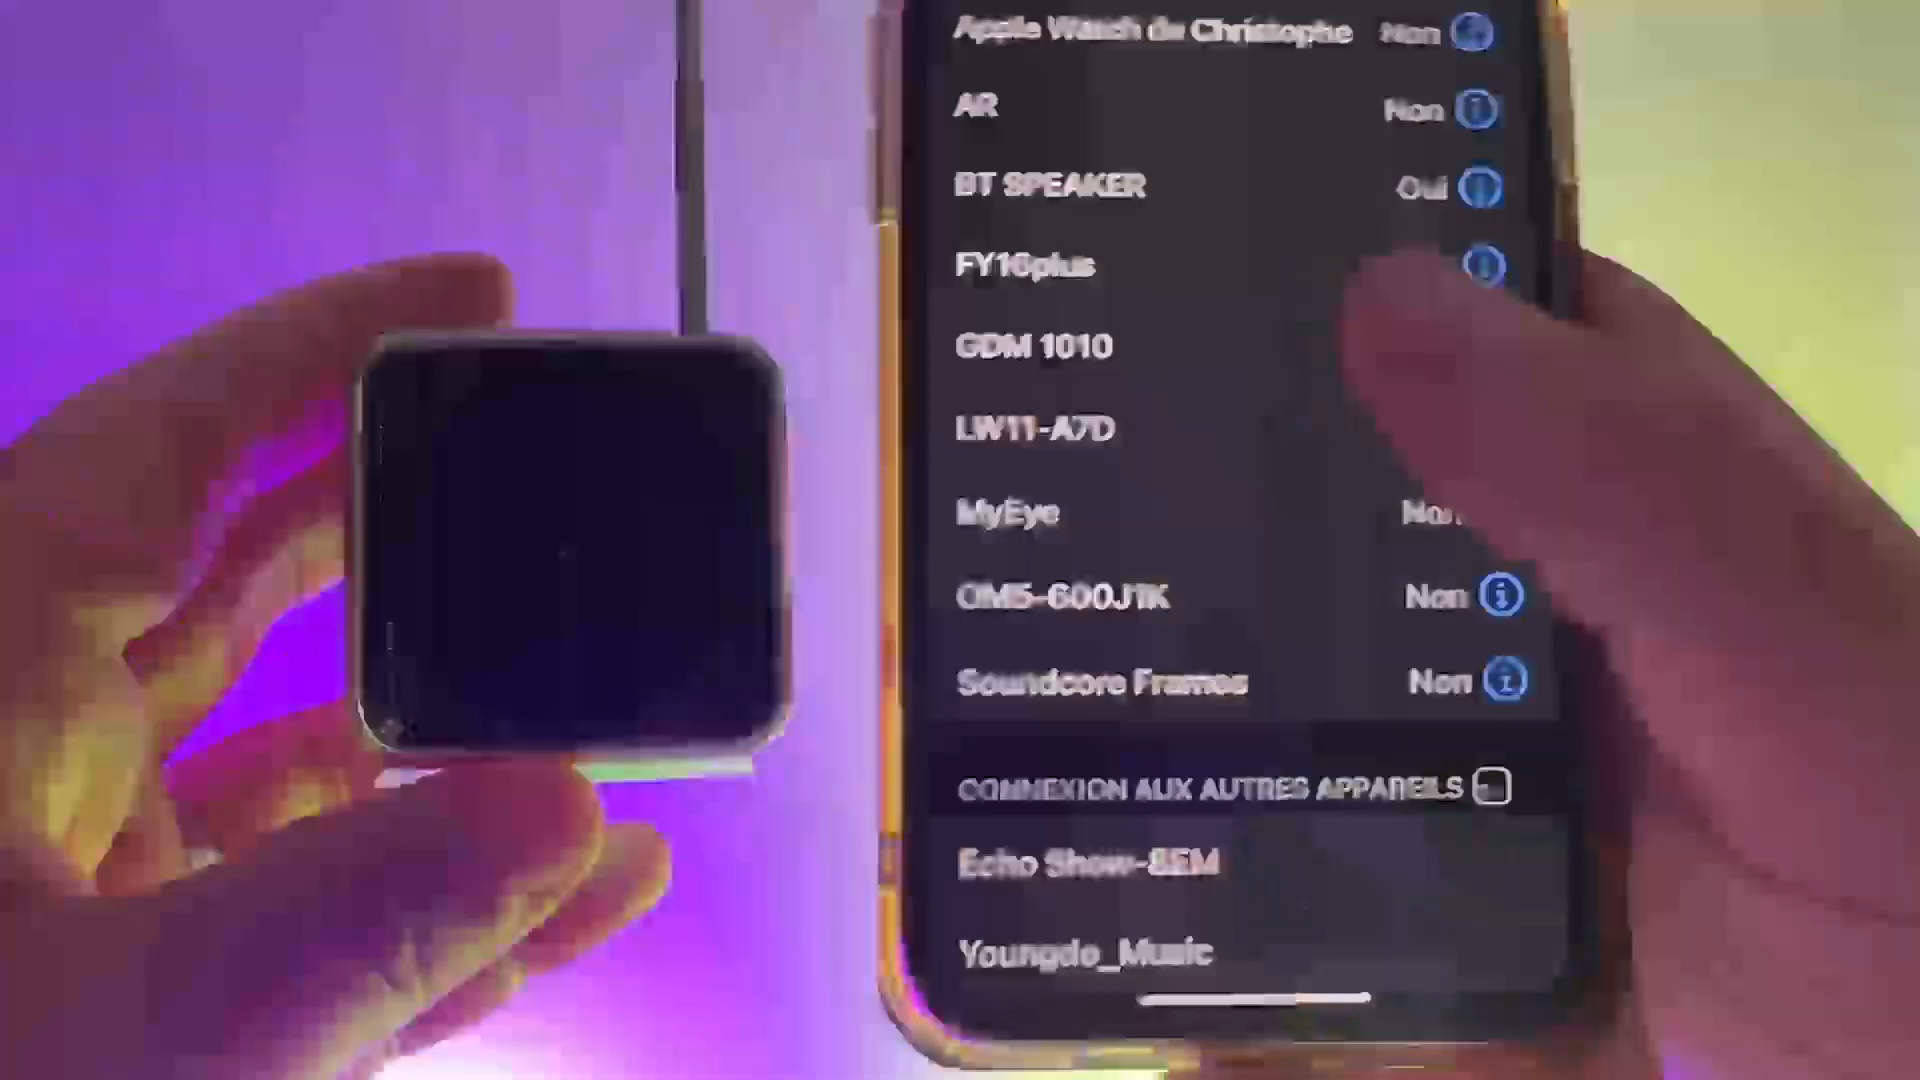 Apple Watch de Christophe Non
AR Non
BT SPEAKER Oui
FY16plus
GDM 1010
LW11-A7D
MyEye Non
OM5-600J1K Non
Soundcore Frames Non
CONNEXION AUX AUTRES APPAREILS
Echo Show-8EM
Youngdo_Music